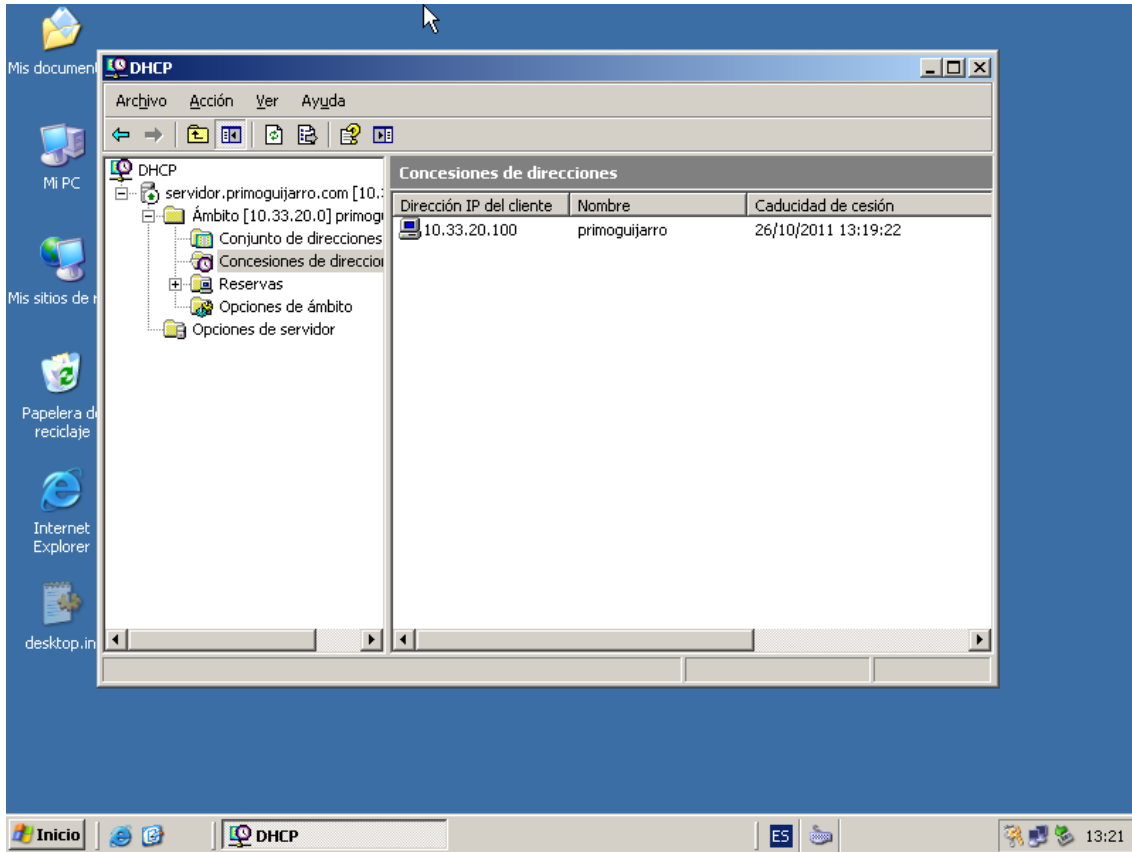 Mis document
DHCP
Archivo Acción Ver Ayuda
Mi PC
DHCP
servidor.primoguijarro.com [10.
Ámbito [10.33.20.0] primogu
Conjunto de direcciones
Concesiones de direccion
Reservas
Opciones de ámbito
Opciones de servidor
Concesiones de direcciones
Dirección IP del cliente Nombre Caducidad de cesión
10.33.20.100 primoguijarro 26/10/2011 13:19:22
Mis sitios de r
Papelera de
reciclaje
Internet
Explorer
desktop.in
Inicio DHCP ES 13:21